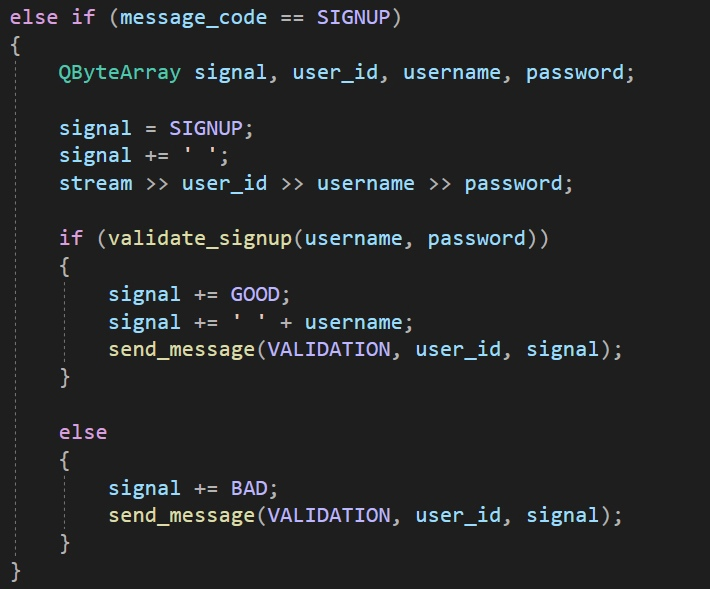 else if (message_code == SIGNUP)
{
    QByteArray signal, user_id, username, password;

    signal = SIGNUP;
    signal += ' ';
    stream >> user_id >> username >> password;

    if (validate_signup(username, password))
    {
        signal += GOOD;
        signal += ' ' + username;
        send_message(VALIDATION, user_id, signal);
    }

    else
    {
        signal += BAD;
        send_message(VALIDATION, user_id, signal);
    }
}